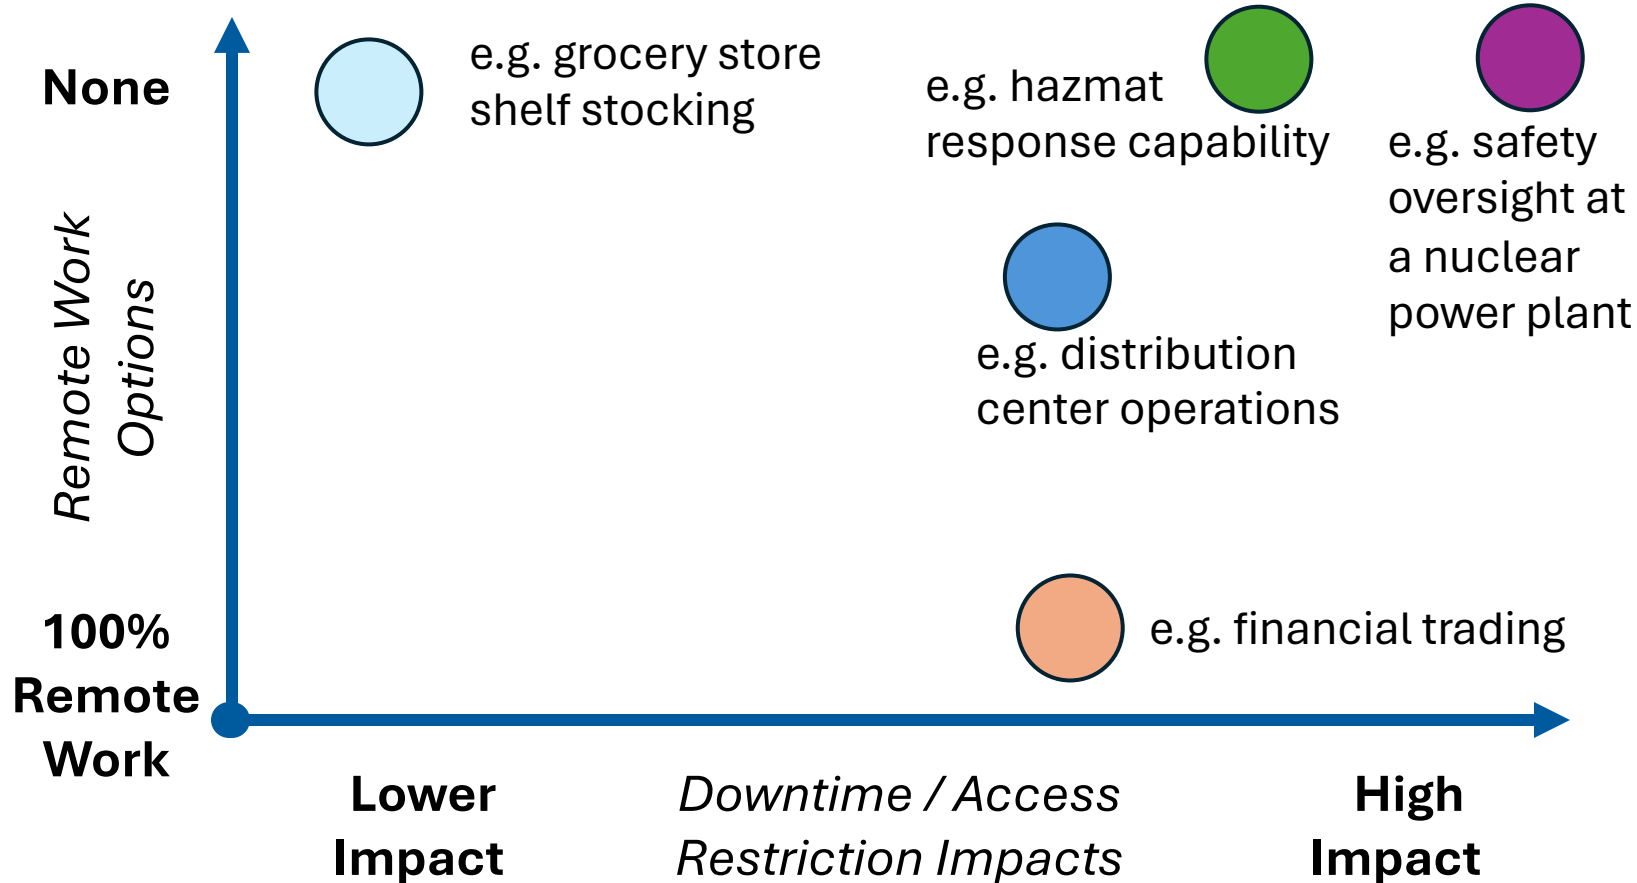 None
e.g. grocery store
shelf stocking
e.g. hazmat
response capability
e.g. safety
oversight at
a nuclear
power plant
Remote Work
Options
e.g. distribution
center operations
100%
Remote
Work
e.g. financial trading
Lower
Impact
Downtime / Access
Restriction Impacts
High
Impact